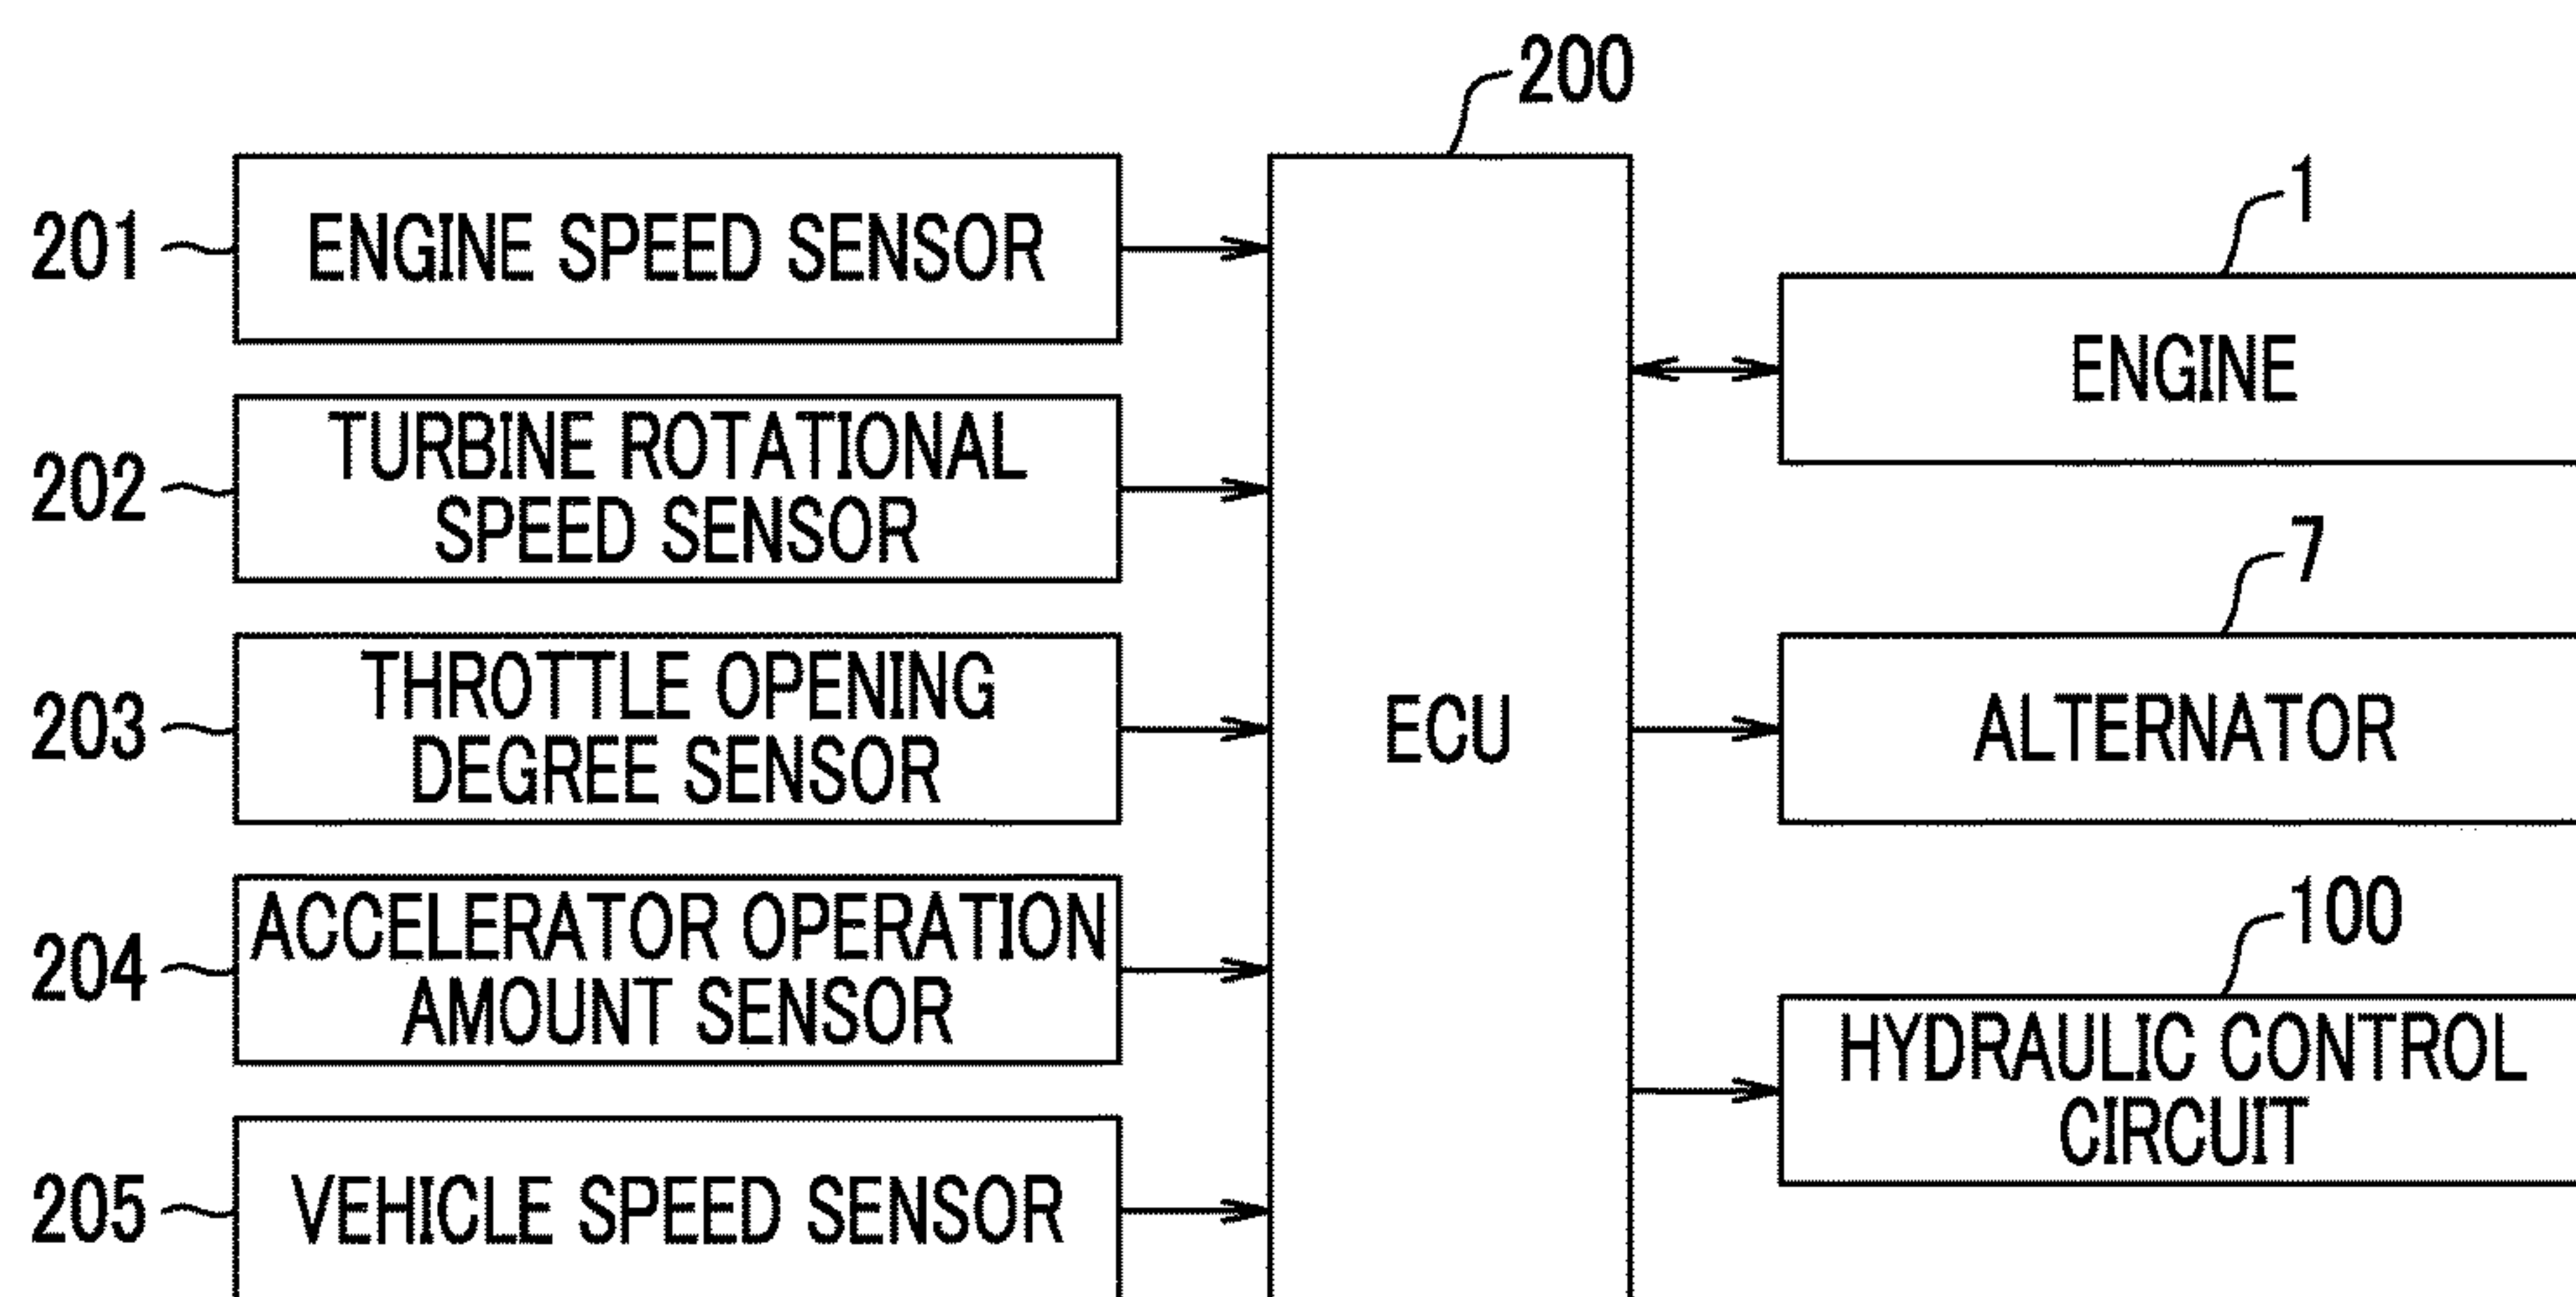 200
201
ENGINE SPEED SENSOR
1
ENGINE
202
TURBINE ROTATIONAL
SPEED SENSOR
7
203
THROTTLE OPENING
DEGREE SENSOR
ECU
ALTERNATOR
204
ACCELERATOR OPERATION
AMOUNT SENSOR
100
HYDRAULIC CONTROL
CIRCUIT
205
VEHICLE SPEED SENSOR